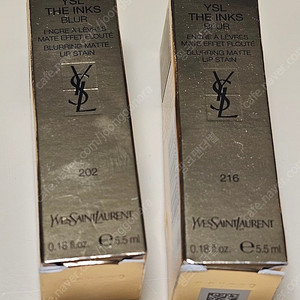 YSL
THE INKS
BLUR
ENCRE À LÈVRES
MATE EFFET FLOUTÉ
BLURRING MATTE
LIP STAIN
YSL
202
YVESSAINTLAURENT
0.18 fl.oz. ℮ 5.5 ml
YSL
THE INKS
BLUR
ENCRE À LÈVRES
MATE EFFET FLOUTÉ
BLURRING MATTE
LIP STAIN
YSL
216
YVESSAINTLAURENT
0.18 fl.oz. ℮ 5.5 ml